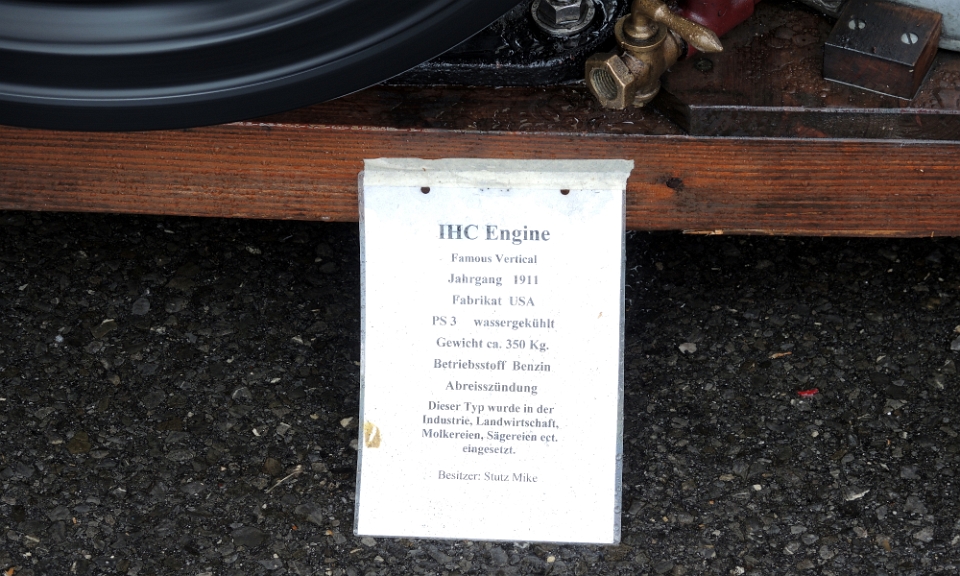 IHC Engine
Famous Vertical
Jahrgang 1911
Fabrikat USA
PS 3 wassergekühlt
Gewicht ca. 350 Kg.
Betriebsstoff Benzin
Abreisszündung
Dieser Typ wurde in der
Industrie, Landwirtschaft,
Molkereien, Sägereien ect.
eingesetzt.
Besitzer: Stutz Mike